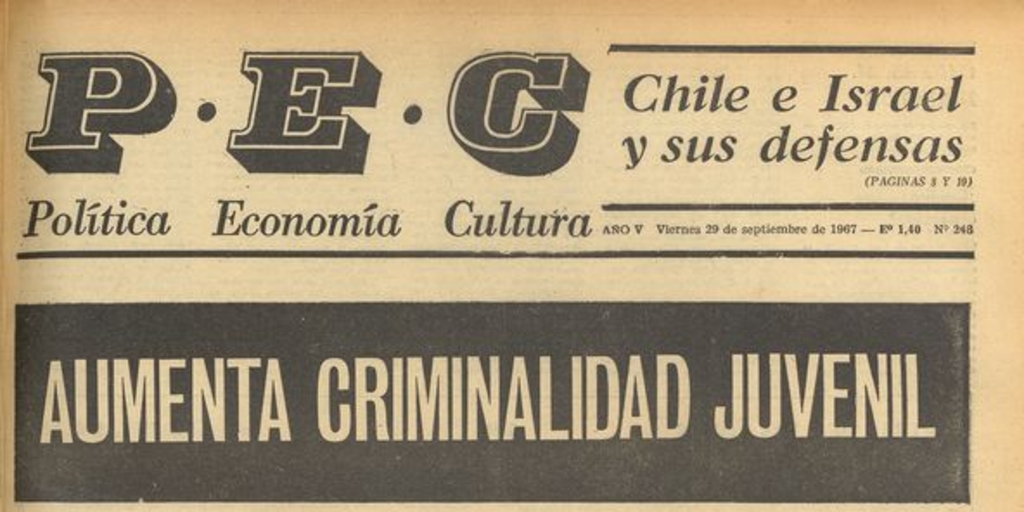 P·E·C
Política Economía Cultura
Chile e Israel
y sus defensas
(PAGINAS 8 Y 10)
AÑO V Viernes 29 de septiembre de 1967 — Eº 1,40 Nº 248
AUMENTA CRIMINALIDAD JUVENIL